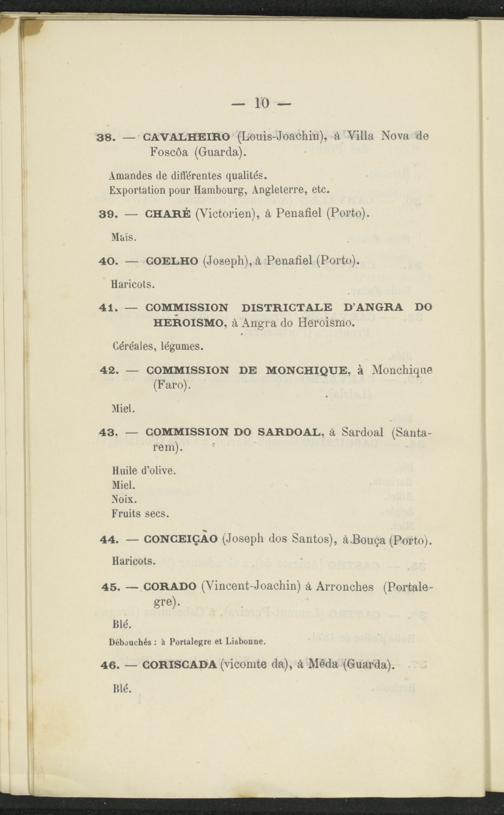 — 10 —
38. — CAVALHEIRO (Louis-Joachin), à Villa Nova de
Foscôa (Guarda).
Amandes de différentes qualités.
Exportation pour Hambourg, Angleterre, etc.
39. — CHARÉ (Victorien), à Penafiel (Porto).
Maïs.
40. — COELHO (Joseph), à Penafiel (Porto).
Haricots.
41. — COMMISSION DISTRICTALE D'ANGRA DO
HEROISMO, à Angra do Heroismo.
Céréales, légumes.
42. — COMMISSION DE MONCHIQUE, à Monchique
(Faro).
Miel.
43. — COMMISSION DO SARDOAL, à Sardoal (Santa-
rem).
Huile d'olive.
Miel.
Noix.
Fruits secs.
44. — CONCEIÇÃO (Joseph dos Santos), à Bouça (Porto).
Haricots.
45. — CORADO (Vincent-Joachin) à Arronches (Portale-
gre).
Blé.
Débouchés : à Portalegre et Lisbonne.
46. — CORISCADA (vicomte da), à Mêda (Guarda).
Blé.